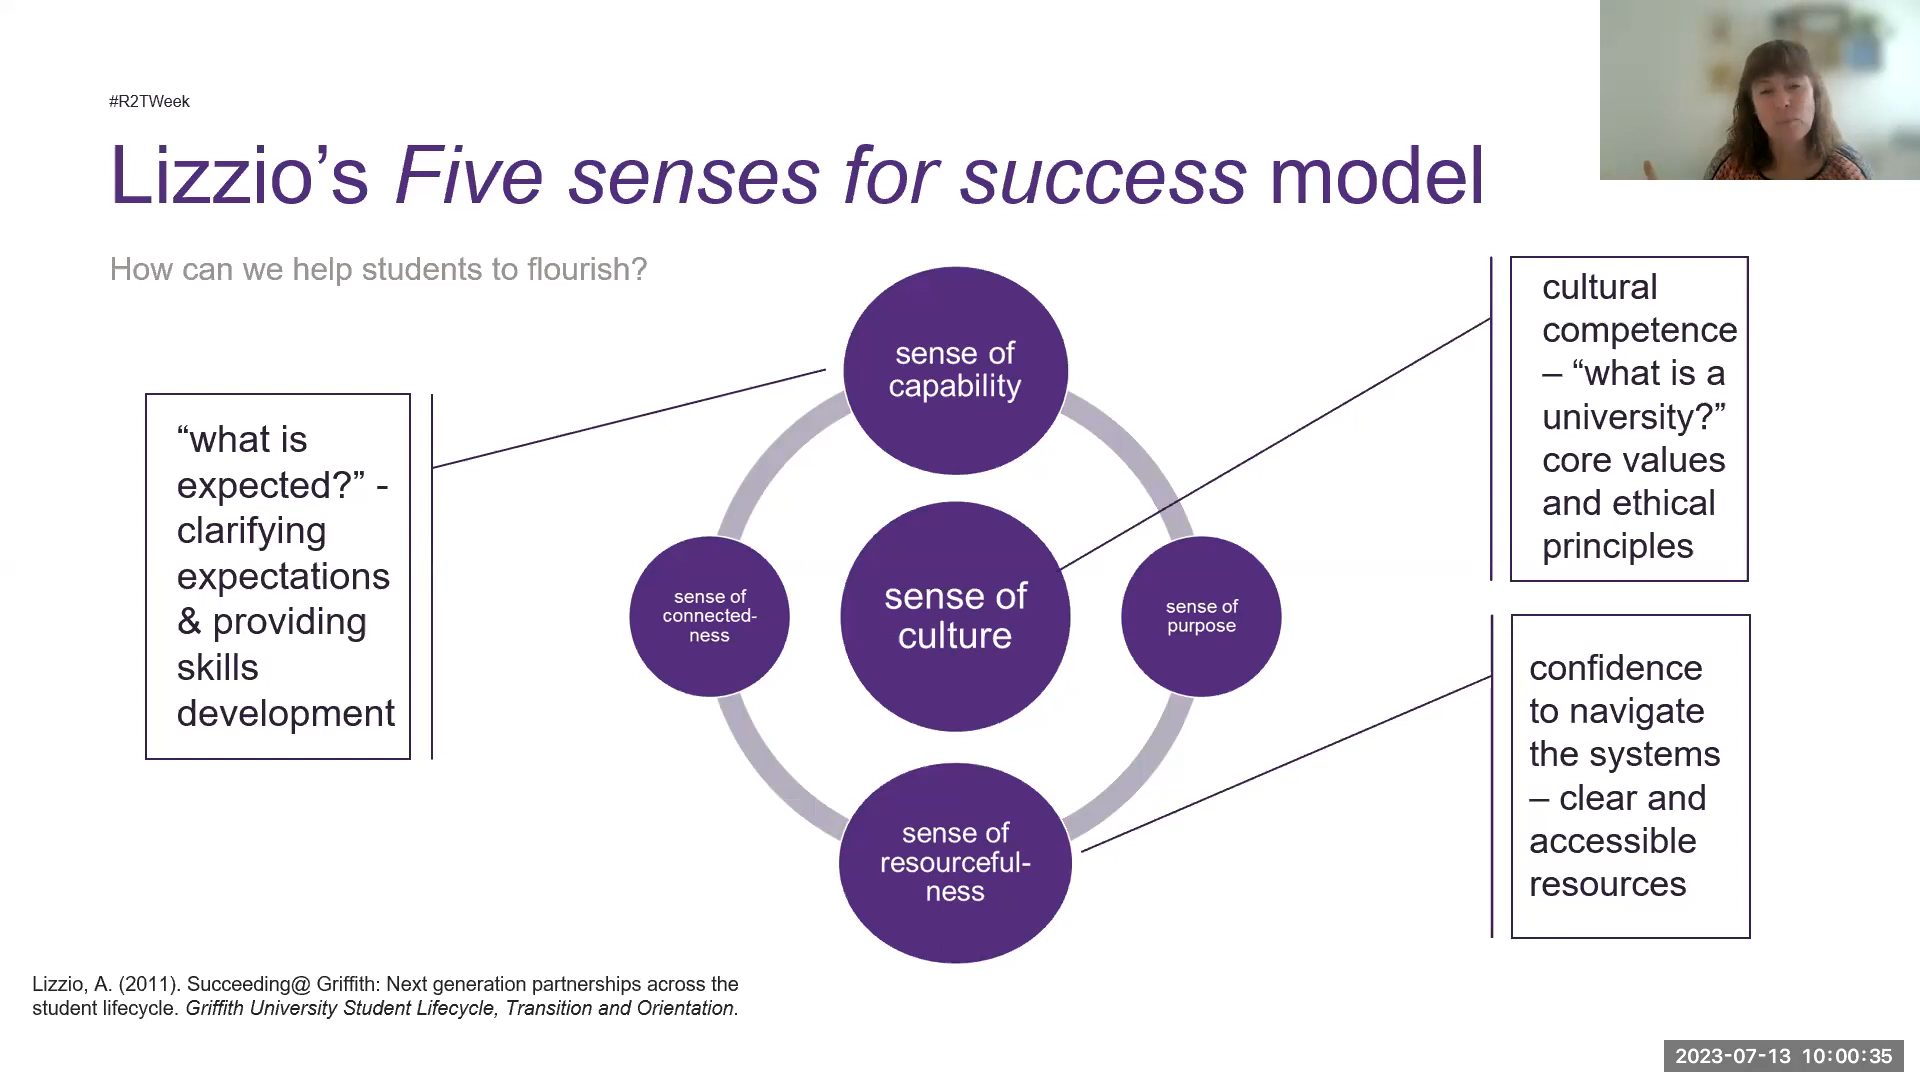 #R2TWeek
Lizzio’s Five senses for success model
How can we help students to flourish?
“what is
expected?” -
clarifying
expectations
& providing
skills
development
sense of
capability
sense of
connected-
ness
sense of
culture
sense of
purpose
sense of
resourceful-
ness
cultural
competence
– “what is a
university?”
core values
and ethical
principles
confidence
to navigate
the systems
– clear and
accessible
resources
Lizzio, A. (2011). Succeeding@ Griffith: Next generation partnerships across the
student lifecycle. Griffith University Student Lifecycle, Transition and Orientation.
2023-07-13 10:00:35